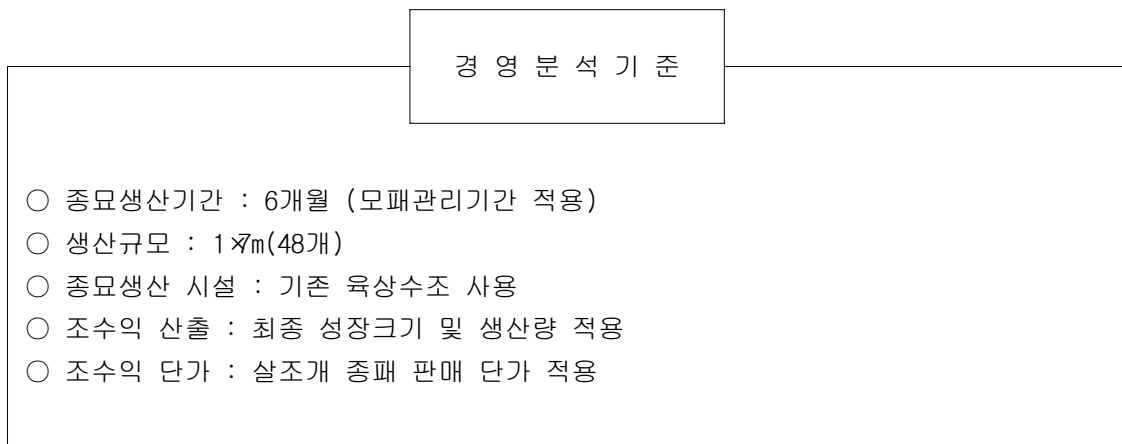 경 영 분 석 기 준
○ 종묘생산기간 : 6개월 (모패관리기간 적용)
○ 생산규모 : 1×7m(48개)
○ 종묘생산 시설 : 기존 육상수조 사용
○ 조수익 산출 : 최종 성장크기 및 생산량 적용
○ 조수익 단가 : 살조개 종패 판매 단가 적용